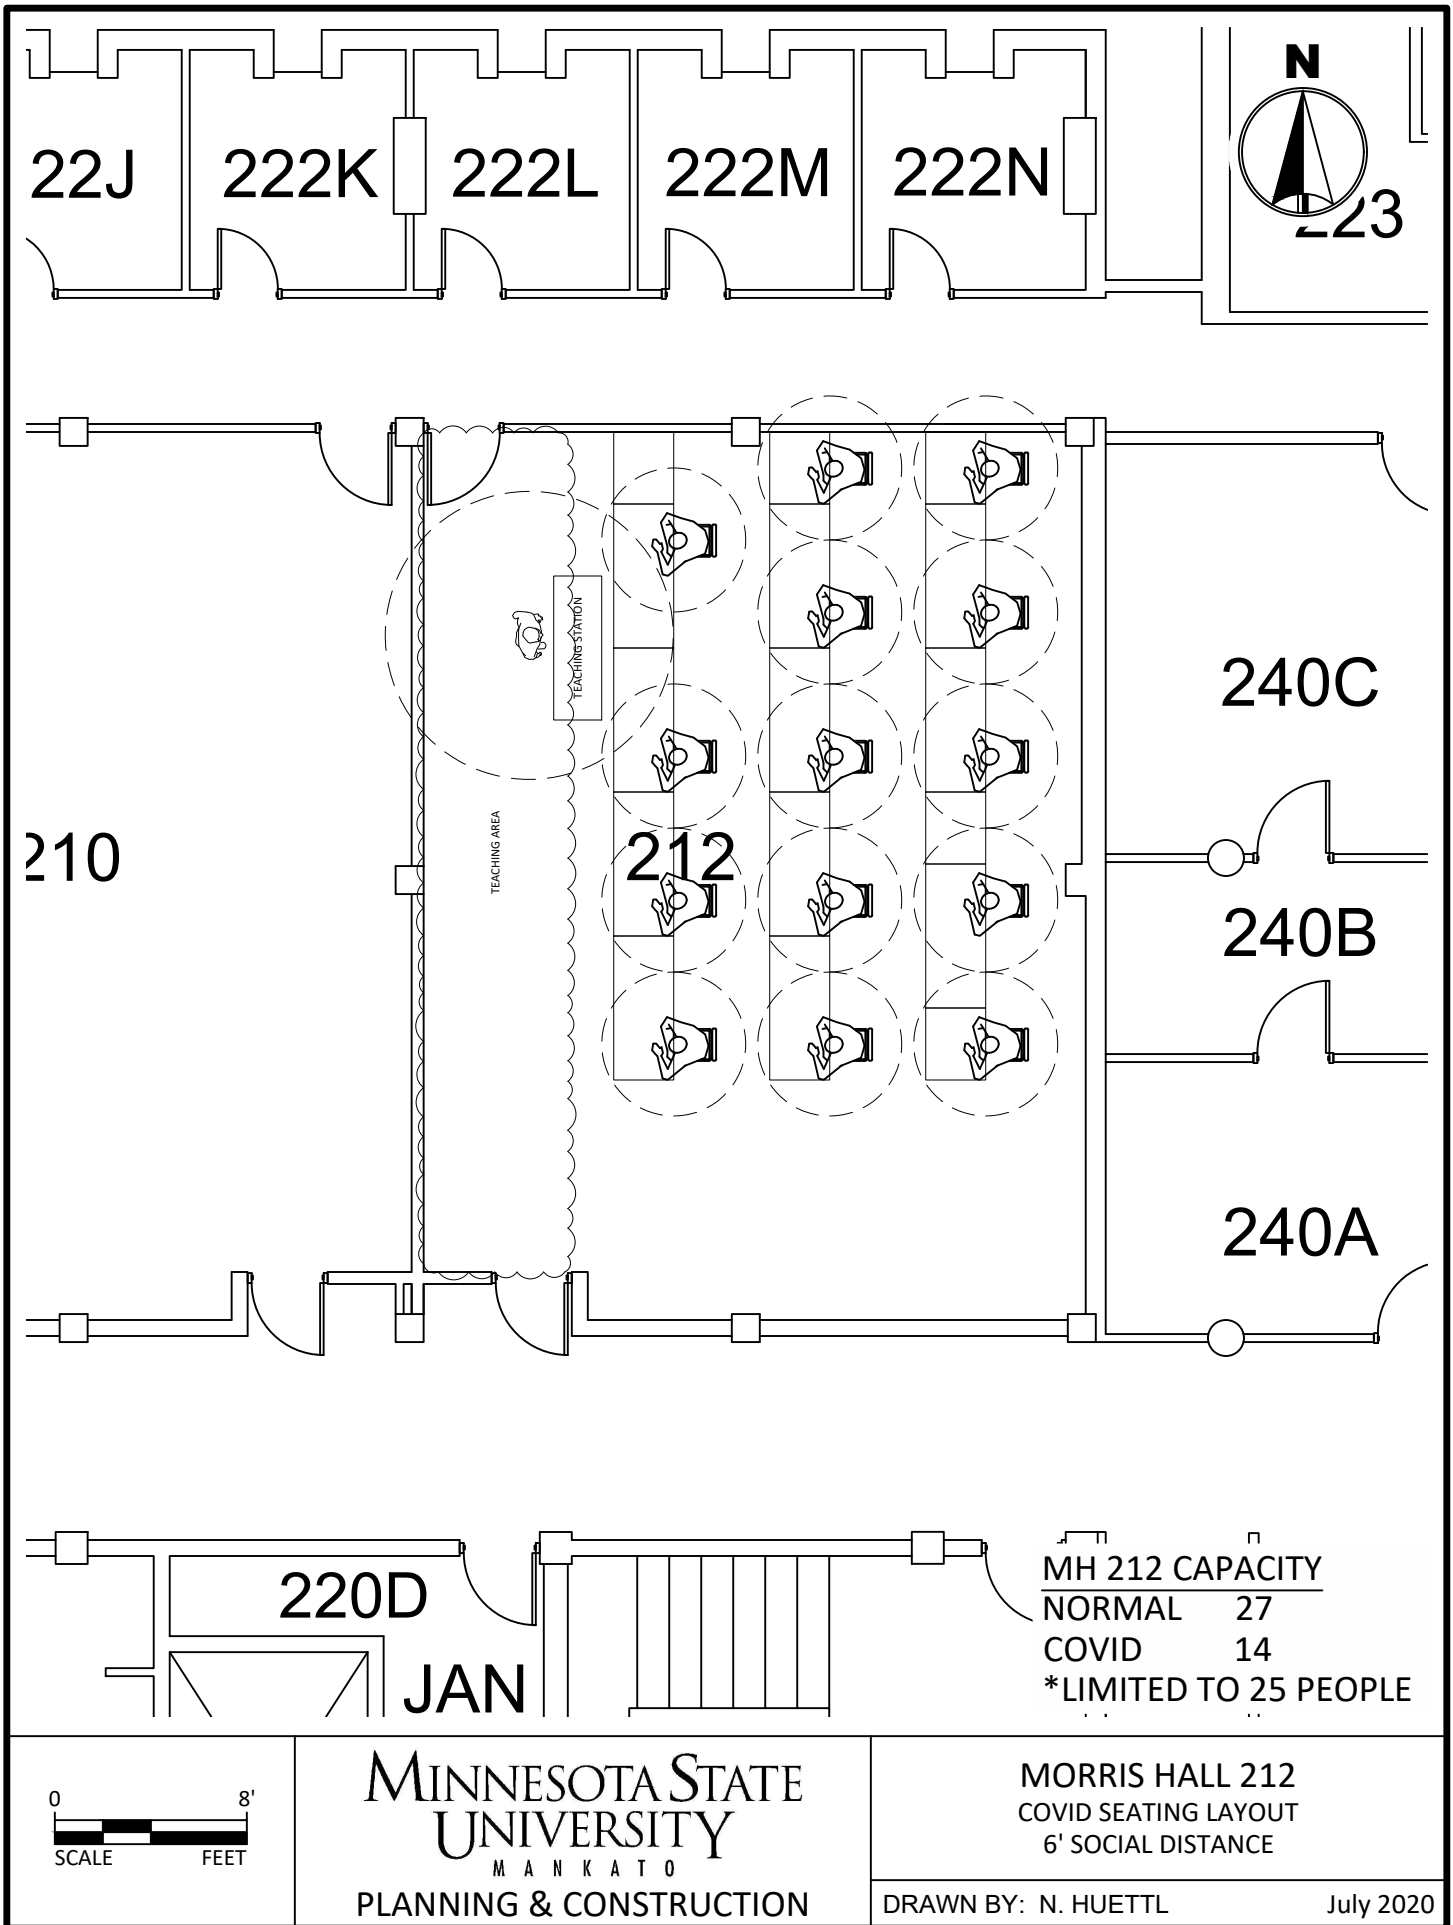 N
22J
222K
222L
222M
222N
223
TEACHING STATION
240C
TEACHING AREA
210
212
240B
240A
220D
JAN
MH 212 CAPACITY
NORMAL 27
COVID 14
*LIMITED TO 25 PEOPLE
0 8'
SCALE FEET
MINNESOTA STATE
UNIVERSITY
MANKATO
PLANNING & CONSTRUCTION
MORRIS HALL 212
COVID SEATING LAYOUT
6' SOCIAL DISTANCE
DRAWN BY: N. HUETTL July 2020